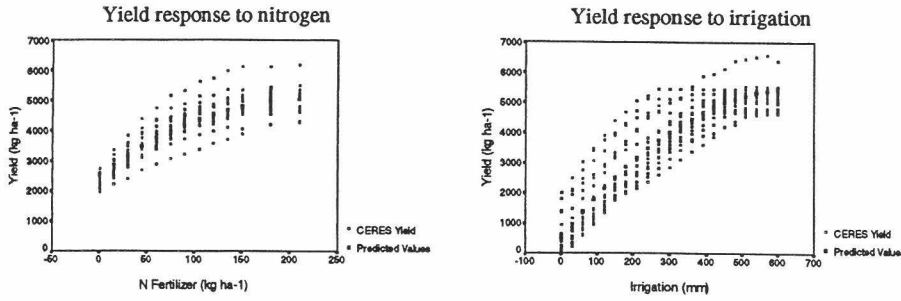 Yield response to nitrogen
7000
6000
5000
4000
3000
2000
1000
0
Yield (kg ha-1)
-50 0 50 100 150 200 250
N Fertilizer (kg ha-1)
CERES Yield
Predicted Values
Yield response to irrigation
7000
6000
5000
4000
3000
2000
1000
0
Yield (kg ha-1)
-100 0 100 200 300 400 500 600 700
Irrigation (mm)
CERES Yield
Predicted Value